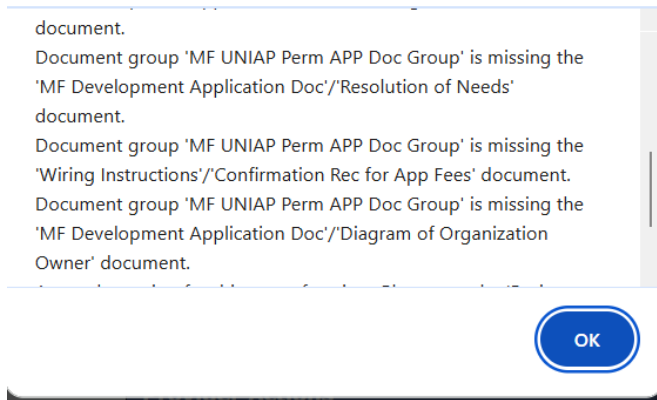 document.
Document group 'MF UNIAP Perm APP Doc Group' is missing the
'MF Development Application Doc'/'Resolution of Needs'
document.
Document group 'MF UNIAP Perm APP Doc Group' is missing the
'Wiring Instructions'/'Confirmation Rec for App Fees' document.
Document group 'MF UNIAP Perm APP Doc Group' is missing the
'MF Development Application Doc'/'Diagram of Organization
Owner' document.
OK